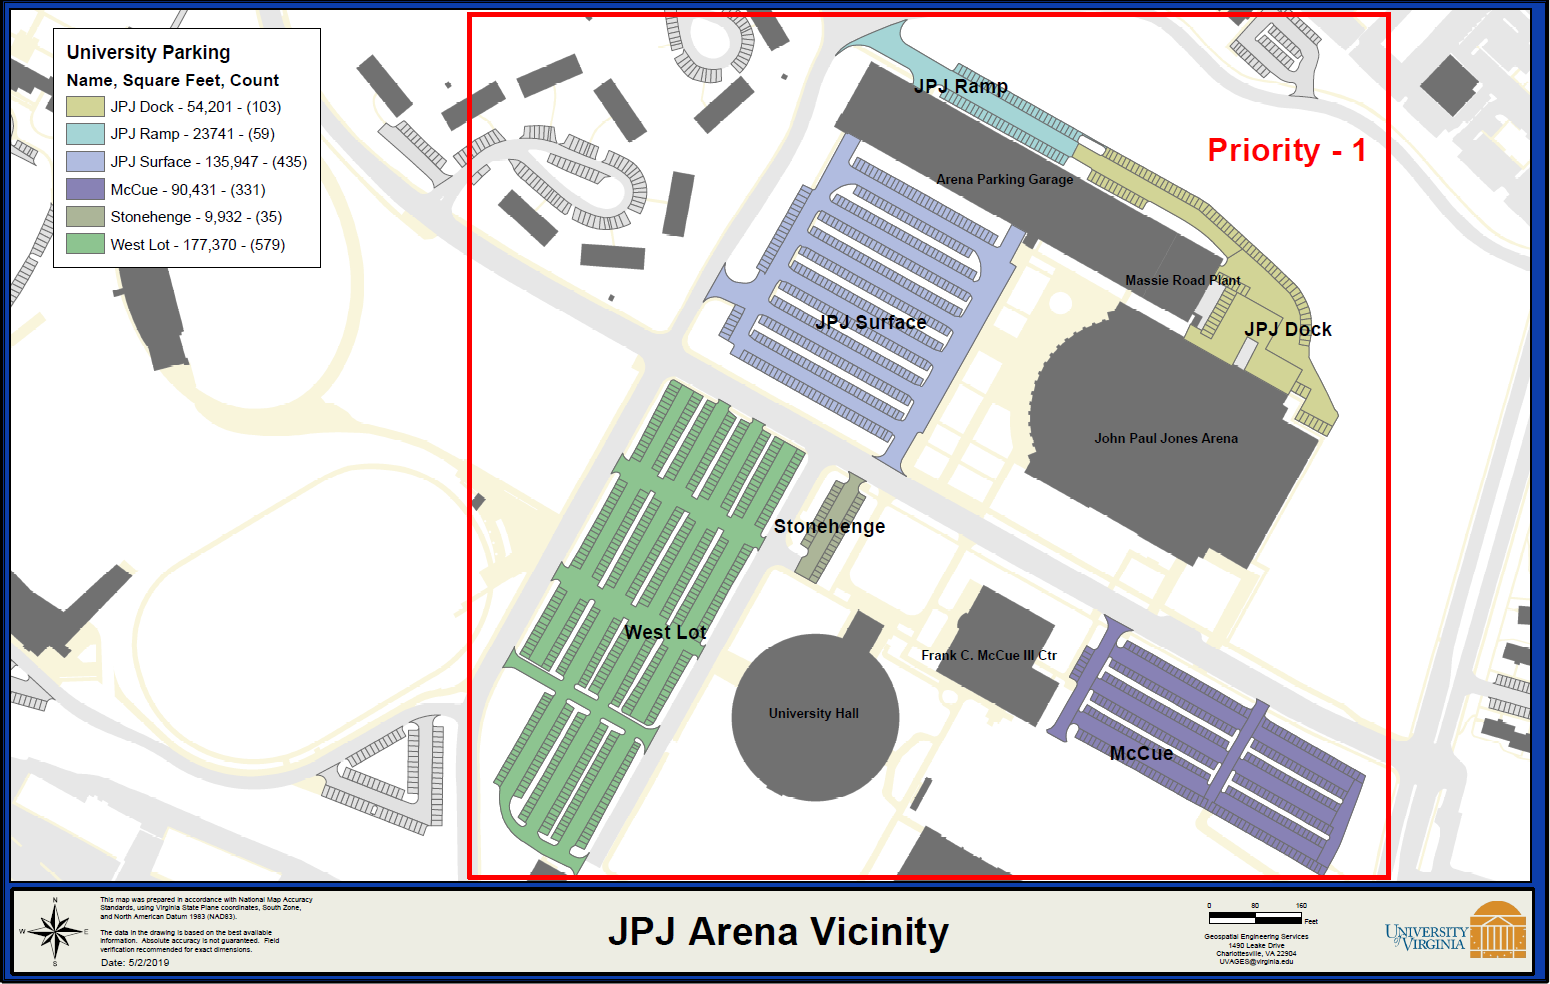 University Parking
Name, Square Feet, Count
JPJ Dock - 54,201 - (103)
JPJ Ramp - 23741 - (59)
JPJ Surface - 135,947 - (435)
McCue - 90,431 - (331)
Stonehenge - 9,932 - (35)
West Lot - 177,370 - (579)
JPJ Ramp
Priority - 1
Arena Parking Garage
Massie Road Plant
JPJ Surface
JPJ Dock
John Paul Jones Arena
Stonehenge
West Lot
Frank C. McCue III Ctr
University Hall
McCue
N
W
E
S
This map was prepared in accordance with National Map Accuracy
Standards, using Virginia State Plane coordinates, South Zone,
and North American Datum 1983 (NAD83).
The data in the drawing is based on the best available
information. Absolute accuracy is not guaranteed. Field
verification recommended for exact dimensions.
Date: 5/2/2019
JPJ Arena Vicinity
0 80 160
Feet
Geospatial Engineering Services
1490 Leake Drive
Charlottesville, VA 22904
UVAGES@virginia.edu
UNIVERSITY
of VIRGINIA